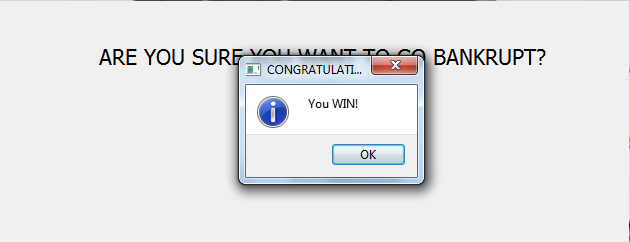 ARE YOU SURE YOU WANT TO GO BANKRUPT?
CONGRATULATI...
You WIN!
OK